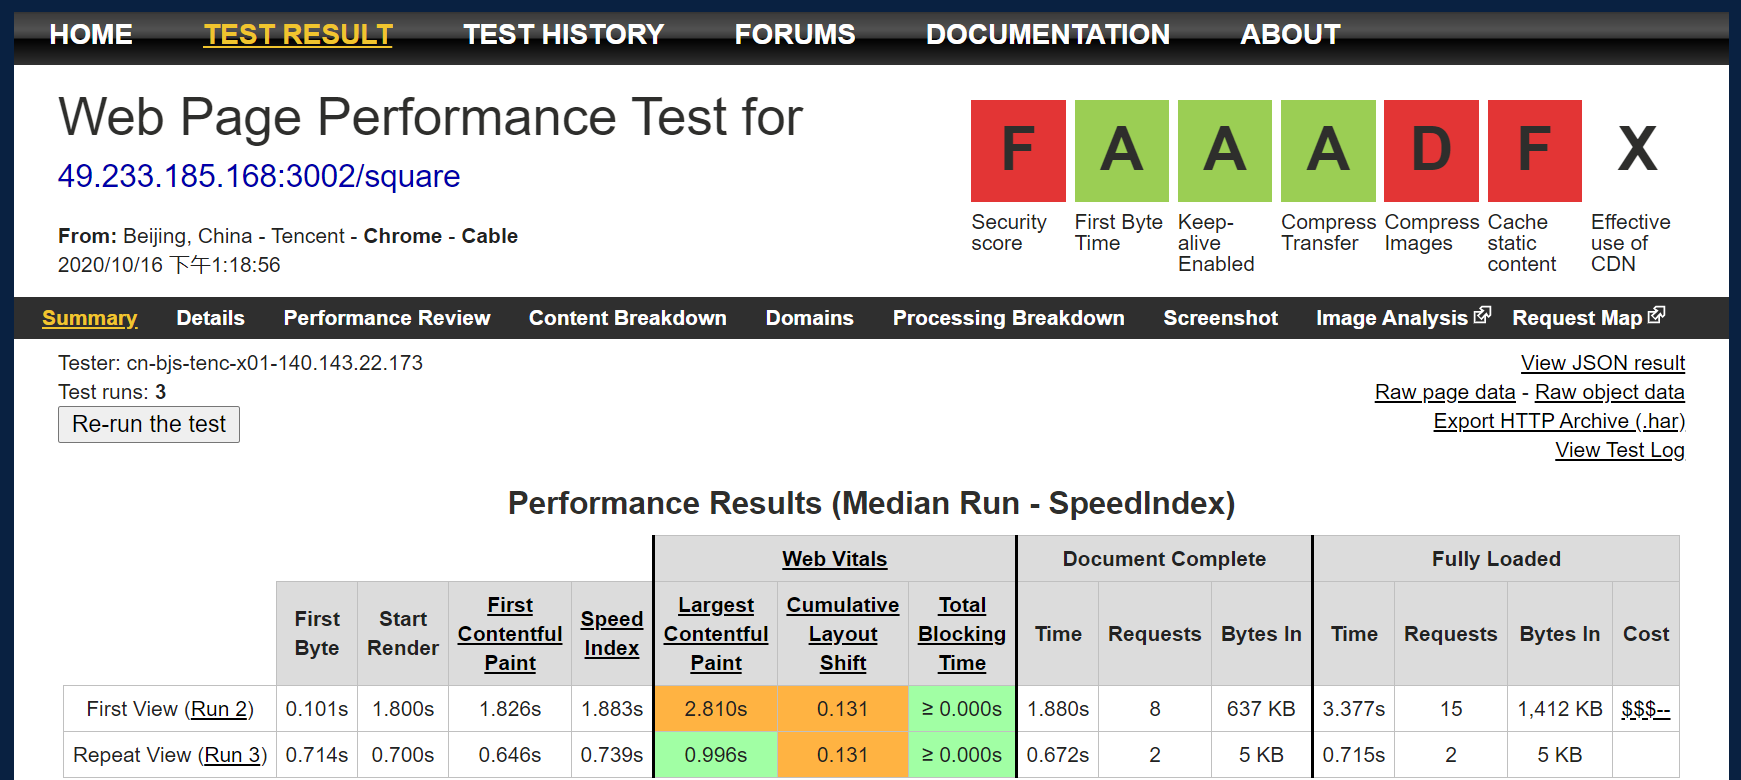 HOME TEST RESULT TEST HISTORY FORUMS DOCUMENTATION ABOUT
Web Page Performance Test for
49.233.185.168:3002/square
From: Beijing, China - Tencent - Chrome - Cable
2020/10/16 下午1:18:56
F A A A D F X
Security score
First Byte Time
Keep-alive Enabled
Compress Transfer
Compress Images
Cache static content
Effective use of CDN
Summary Details Performance Review Content Breakdown Domains Processing Breakdown Screenshot Image Analysis Request Map
Tester: cn-bjs-tenc-x01-140.143.22.173
Test runs: 3
Re-run the test
View JSON result
Raw page data - Raw object data
Export HTTP Archive (.har)
View Test Log
Performance Results (Median Run - SpeedIndex)
Web Vitals Document Complete Fully Loaded
First Byte Start Render First Contentful Paint Speed Index Largest Contentful Paint Cumulative Layout Shift Total Blocking Time Time Requests Bytes In Time Requests Bytes In Cost
First View (Run 2) 0.101s 1.800s 1.826s 1.883s 2.810s 0.131 ≥ 0.000s 1.880s 8 637 KB 3.377s 15 1,412 KB $$$--
Repeat View (Run 3) 0.714s 0.700s 0.646s 0.739s 0.996s 0.131 ≥ 0.000s 0.672s 2 5 KB 0.715s 2 5 KB